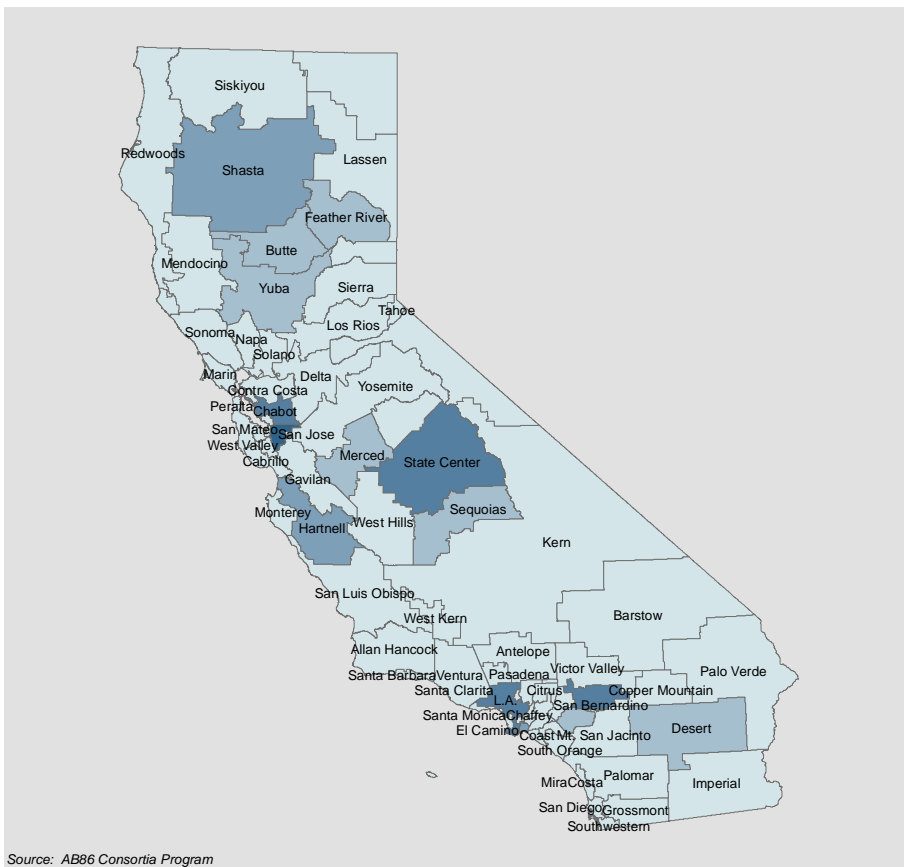 Siskiyou
Redwoods
Lassen
Shasta
Feather River
Butte
Mendocino
Yuba
Sierra
Tahoe
Los Rios
Sonoma
Napa
Solano
Marin
Delta
Contra Costa
Yosemite
Peralta
Chabot
San Mateo
San Jose
West Valley
Merced
Cabrillo
State Center
Gavilan
Monterey
Sequoias
West Hills
Hartnell
Kern
San Luis Obispo
Barstow
West Kern
Allan Hancock
Antelope
Victor Valley
Palo Verde
Santa Barbara
Ventura
Pasadena
Santa Clarita
Citrus
Copper Mountain
L.A.
San Bernardino
Santa Monica
Chaffey
El Camino
Coast
Mt. San Jacinto
Desert
South Orange
Palomar
MiraCosta
Imperial
San Diego
Grossmont
Southwestern
Source: AB86 Consortia Program